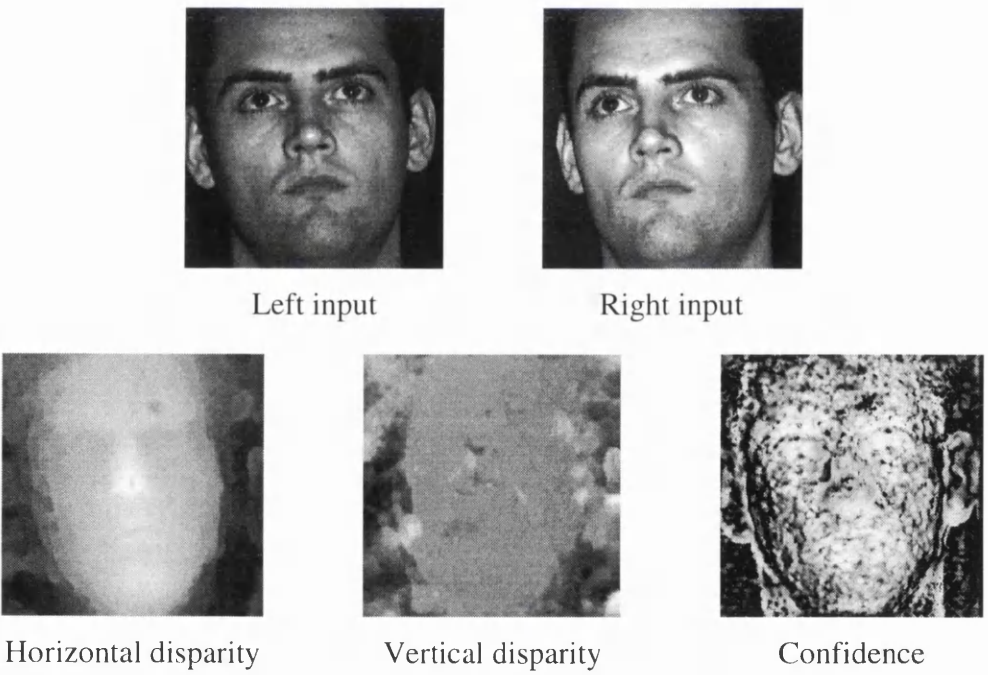 Left input
Right input
Horizontal disparity
Vertical disparity
Confidence